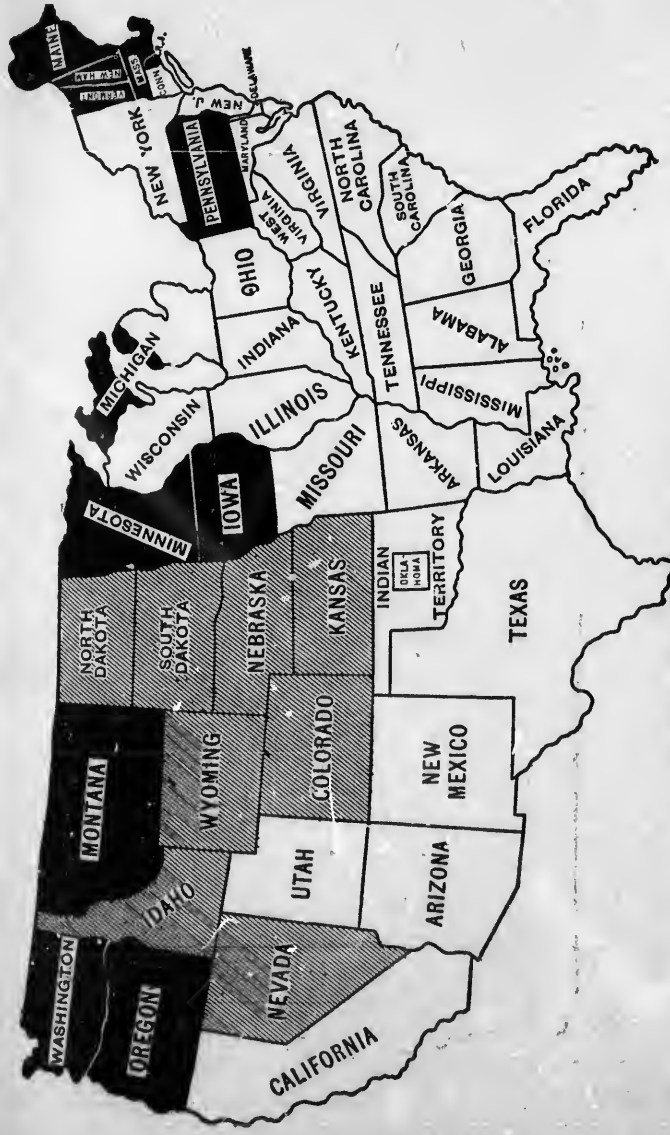 WASHINGTON
OREGON
CALIFORNIA
NEVADA
IDAHO
MONTANA
WYOMING
UTAH
ARIZONA
COLORADO
NEW
MEXICO
NORTH
DAKOTA
SOUTH
DAKOTA
NEBRASKA
KANSAS
INDIAN
TERRITORY
OKLA
HOMA
TEXAS
MINNESOTA
IOWA
MISSOURI
ARKANSAS
LOUISIANA
WISCONSIN
ILLINOIS
MICHIGAN
INDIANA
OHIO
KENTUCKY
TENNESSEE
MISSISSIPPI
ALABAMA
GEORGIA
FLORIDA
SOUTH
CAROLINA
NORTH
CAROLINA
VIRGINIA
WEST
VIRGINIA
MARYLAND
DELAWARE
PENNSYLVANIA
NEW J.
NEW YORK
CONN
R.I.
MASS
VERMONT
NEW HAM
MAINE